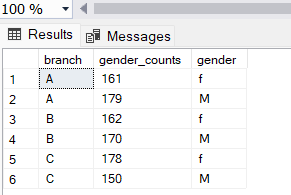 100 %
Results Messages
branch gender_counts gender
1 A 161 f
2 A 179 M
3 B 162 f
4 B 170 M
5 C 178 f
6 C 150 M